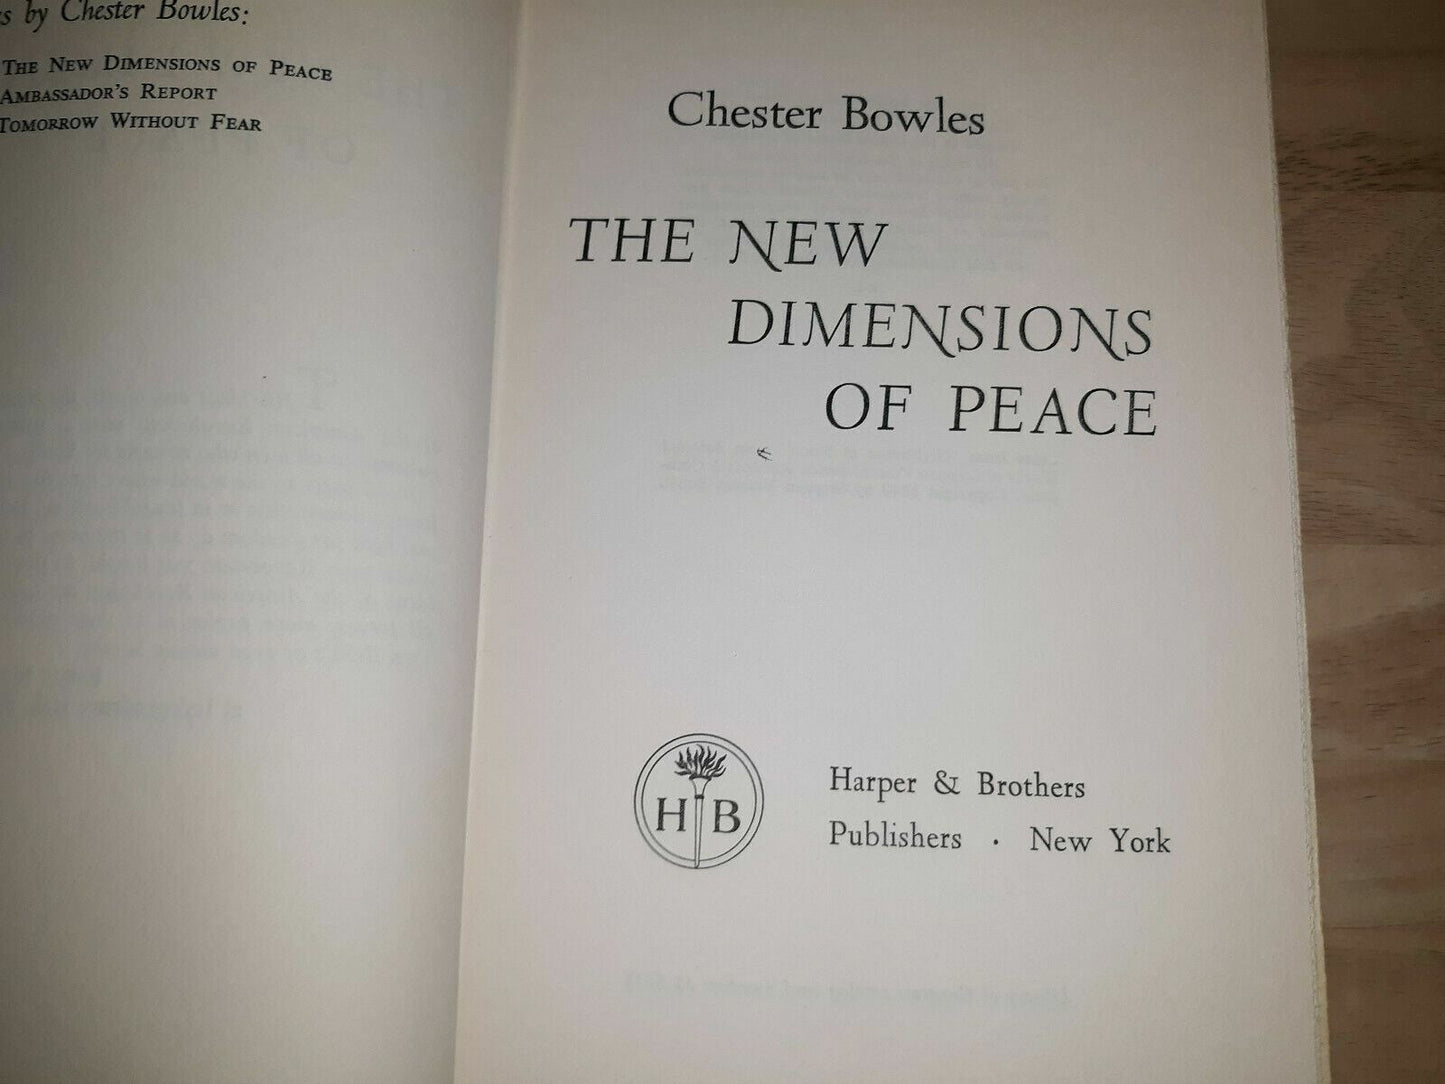 by Chester Bowles:
THE NEW DIMENSIONS OF PEACE
AMBASSADOR'S REPORT
TOMORROW WITHOUT FEAR
Chester Bowles
THE NEW
DIMENSIONS
OF PEACE
H B
Harper & Brothers
Publishers · New York